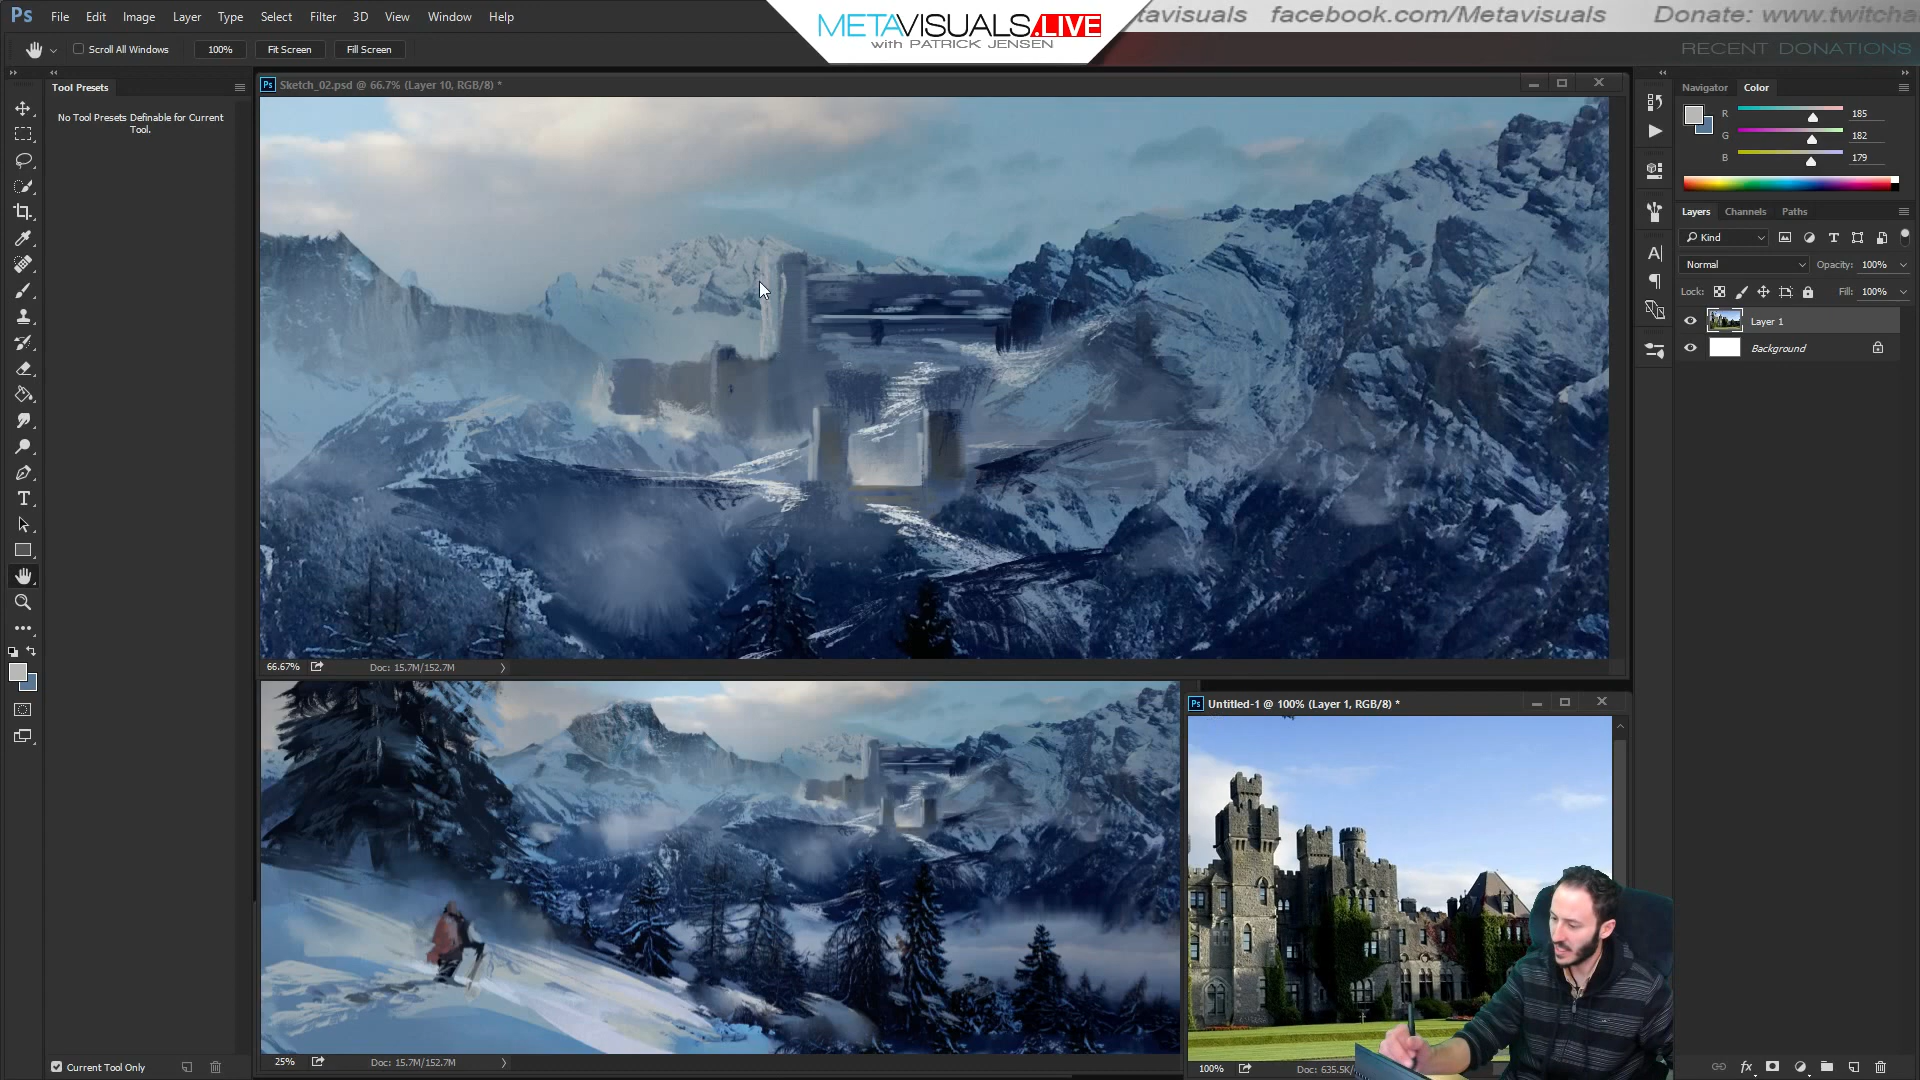 Ps File Edit Image Layer Type Select Filter 3D View Window Help
METAVISUALS.LIVE
with PATRICK JENSEN
tavisuals facebook.com/Metavisuals Donate: www.twitcha
RECENT DONATIONS
Scroll All Windows 100% Fit Screen Fill Screen
Tool Presets
No Tool Presets Definable for Current
Tool.
Ps Sketch_02.psd @ 66.7% (Layer 10, RGB/8) *
Navigator Color
R 185
G 182
B 179
Layers Channels Paths
Kind
Normal Opacity: 100%
Lock: Fill: 100%
Layer 1
Background
66.67% Doc: 15.7M/152.7M
Ps Untitled-1 @ 100% (Layer 1, RGB/8) *
25% Doc: 15.7M/152.7M
100% Doc: 635.5K/
Current Tool Only
fx